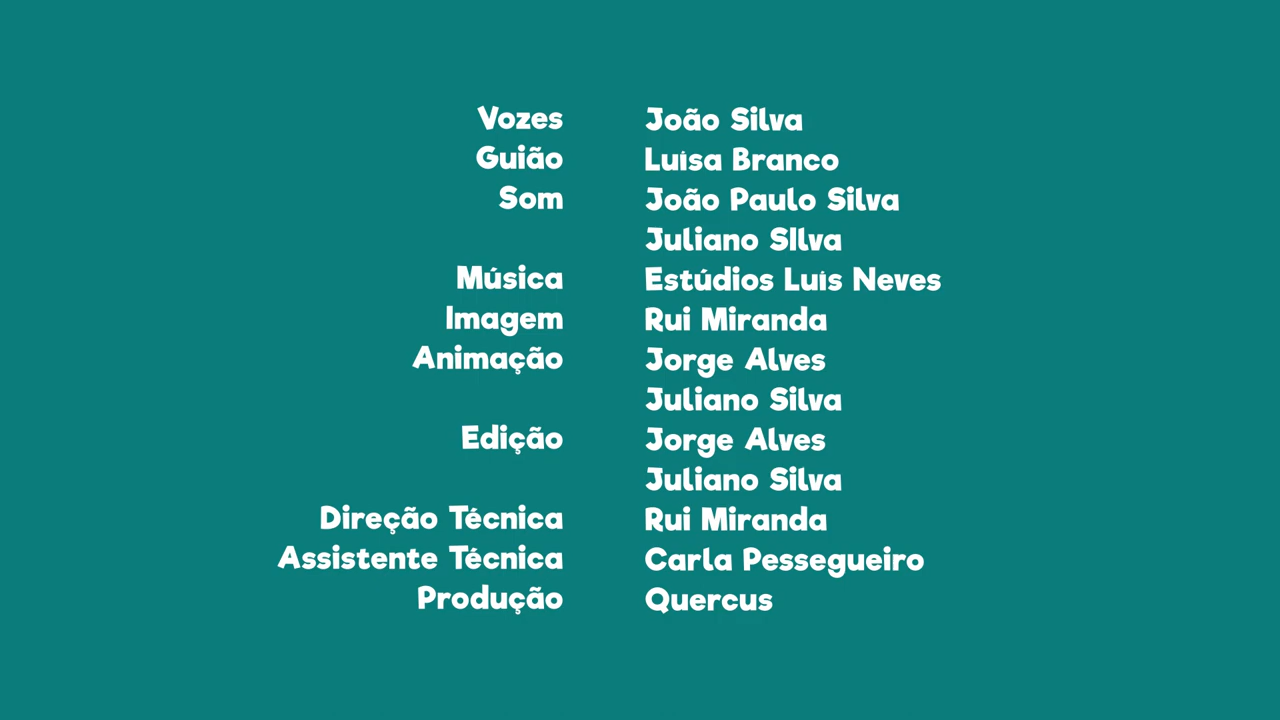 Vozes João Silva
Guião Luísa Branco
Som João Paulo Silva
Juliano SIlva
Música Estúdios Luís Neves
Imagem Rui Miranda
Animação Jorge Alves
Juliano Silva
Edição Jorge Alves
Juliano Silva
Direção Técnica Rui Miranda
Assistente Técnica Carla Pessegueiro
Produção Quercus